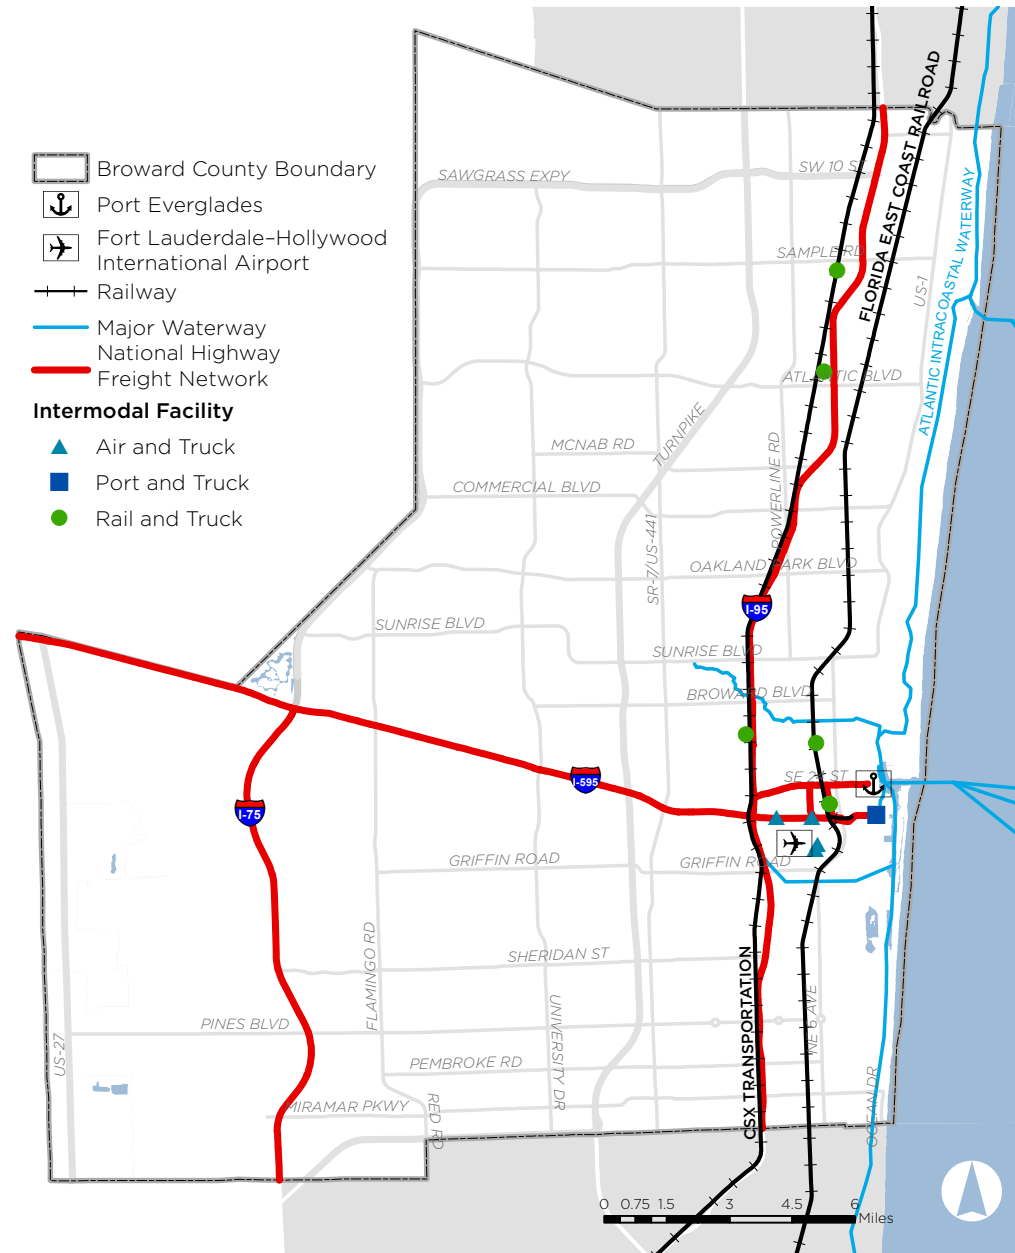 Broward County Boundary
Port Everglades
Fort Lauderdale–Hollywood
International Airport
Railway
Major Waterway
National Highway
Freight Network
Intermodal Facility
Air and Truck
Port and Truck
Rail and Truck
FLORIDA EAST COAST RAILROAD
SAWGRASS EXPY
SW 10 ST
SAMPLE RD
US-1
ATLANTIC INTRACOASTAL WATERWAY
ATLANTIC BLVD
TURNPIKE
MCNAB RD
POWERLINE RD
COMMERCIAL BLVD
SR-7/US-441
OAKLAND PARK BLVD
I-95
SUNRISE BLVD
SUNRISE BLVD
BROWARD BLVD
SE 24 ST
I-595
I-75
GRIFFIN ROAD
GRIFFIN ROAD
FLAMINGO RD
SHERIDAN ST
CSX TRANSPORTATION
UNIVERSITY DR
NE 6 AVE
PINES BLVD
US-27
PEMBROKE RD
MIRAMAR PKWY
RED RD
OCEAN DR
0 0.75 1.5 3 4.5 6
Miles